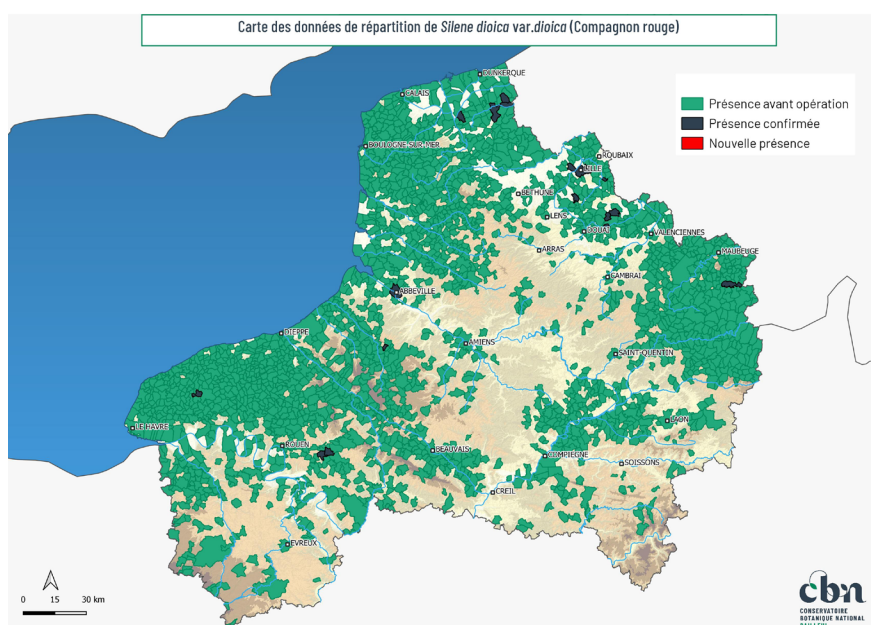 Carte des données de répartition de Silene dioica var.dioica (Compagnon rouge)
Présence avant opération
Présence confirmée
Nouvelle présence
DUNKERQUE
CALAIS
BOULOGNE-SUR-MER
ROUBAIX
LILLE
BETHUNE
LENS
DOUAI
VALENCIENNES
MAUBEUGE
ARRAS
CAMBRAI
ABBEVILLE
DIEPPE
AMIENS
SAINT-QUENTIN
LE HAVRE
LAON
ROUEN
BEAUVAIS
COMPIEGNE
SOISSONS
CREIL
EVREUX
0 15 30 km
cbn
CONSERVATOIRE
BOTANIQUE NATIONAL
BAILLEUL